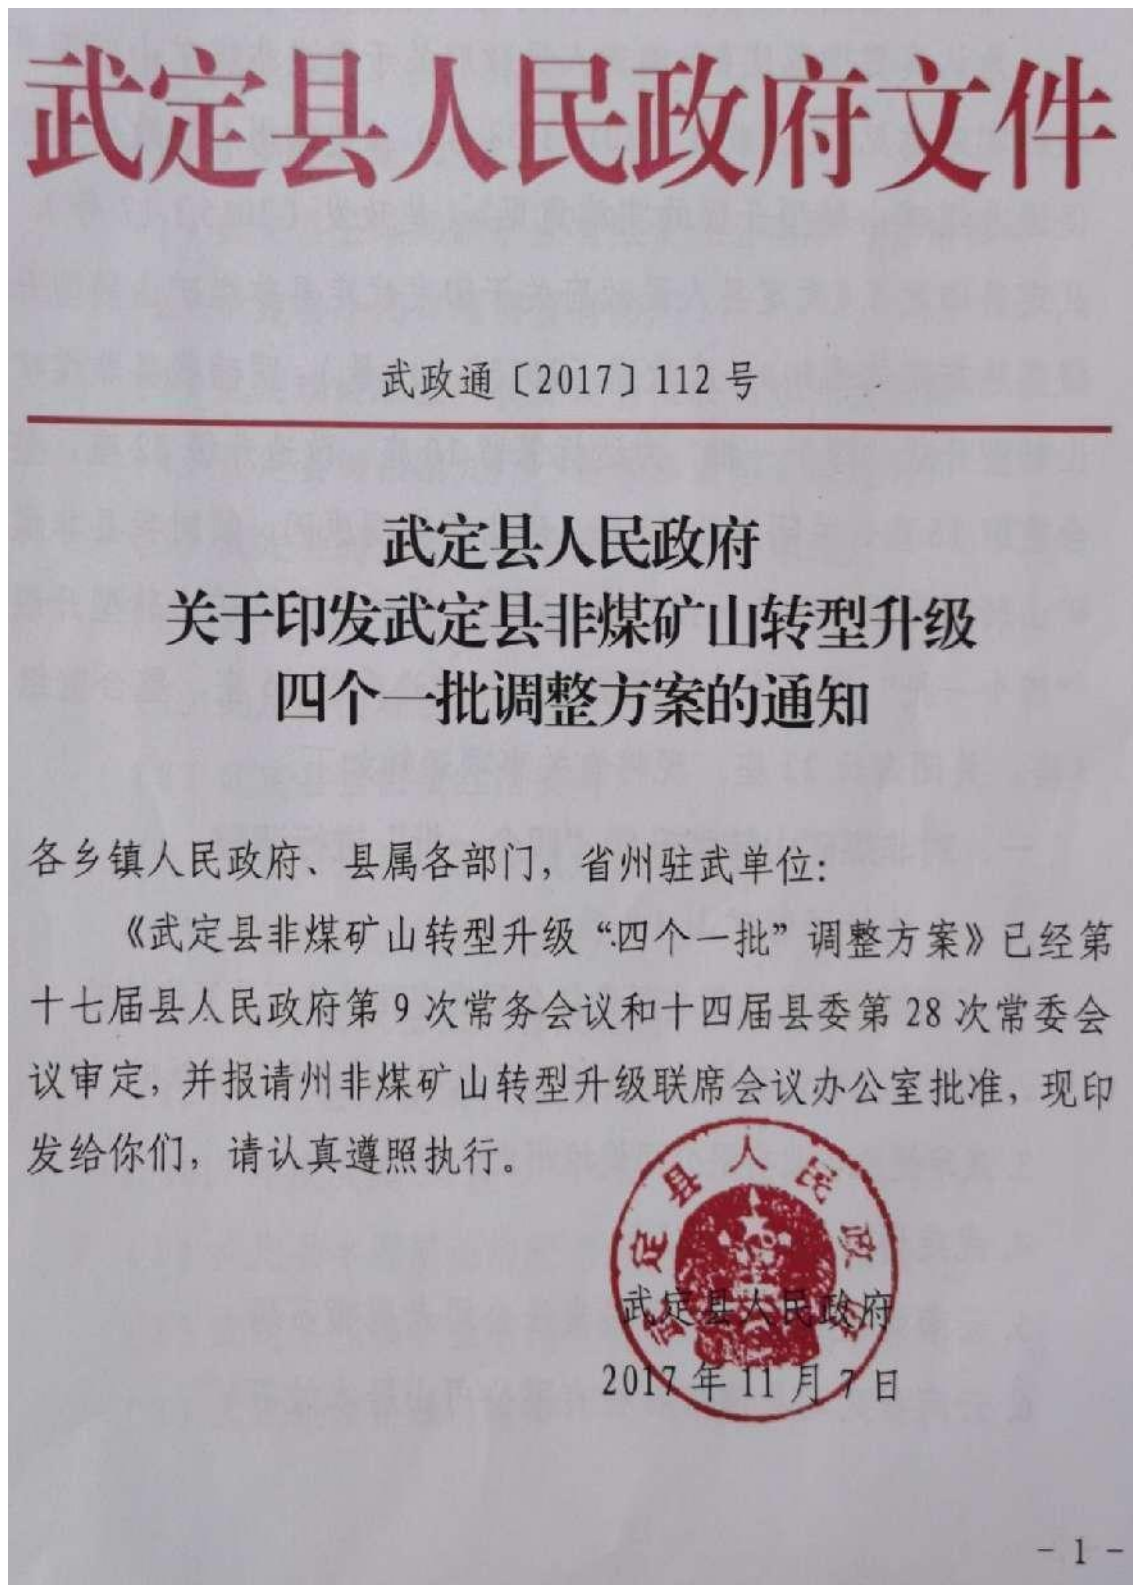 武定县人民政府文件
武政通〔2017〕112号
武定县人民政府
关于印发武定县非煤矿山转型升级
四个一批调整方案的通知
各乡镇人民政府、县属各部门，省州驻武单位：
《武定县非煤矿山转型升级“四个一批”调整方案》已经第
十七届县人民政府第9次常务会议和十四届县委第28次常委会
议审定，并报请州非煤矿山转型升级联席会议办公室批准，现印
发给你们，请认真遵照执行。
武定县人民政府
武定县人民政府
2017年11月7日
- 1 -